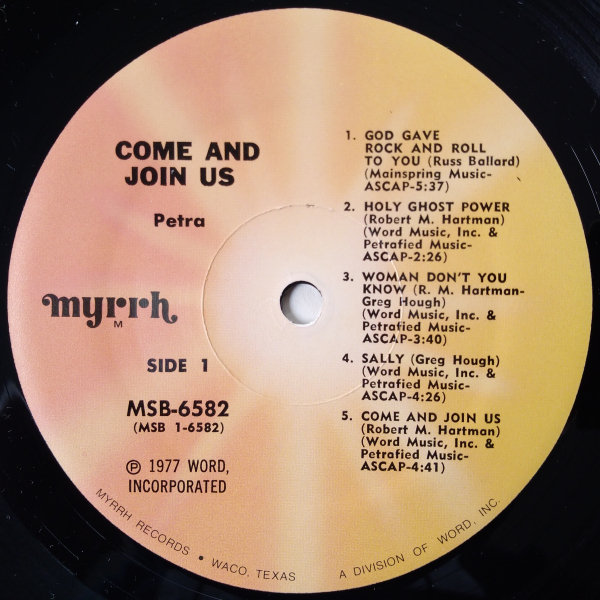 COME AND
JOIN US
Petra
myrrh
M
SIDE 1
MSB-6582
(MSB 1-6582)
Ⓟ 1977 WORD,
INCORPORATED
1. GOD GAVE
ROCK AND ROLL
TO YOU (Russ Ballard)
(Mainspring Music-
ASCAP-5:37)
2. HOLY GHOST POWER
(Robert M. Hartman)
(Word Music, Inc. &
Petrafied Music-
ASCAP-2:26)
3. WOMAN DON'T YOU
KNOW (R. M. Hartman-
Greg Hough)
(Word Music, Inc. &
Petrafied Music-
ASCAP-3:40)
4. SALLY (Greg Hough)
(Word Music, Inc. &
Petrafied Music-
ASCAP-4:26)
5. COME AND JOIN US
(Robert M. Hartman)
(Word Music, Inc. &
Petrafied Music-
ASCAP-4:41)
MYRRH RECORDS • WACO, TEXAS A DIVISION OF WORD, INC.